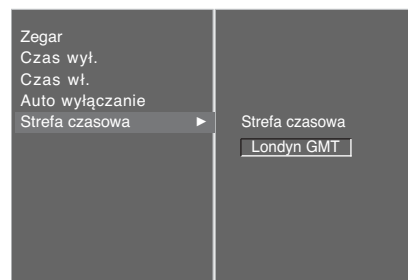 Zegar
Czas wył.
Czas wł.
Auto wyłączanie
Strefa czasowa ►
Strefa czasowa
Londyn GMT